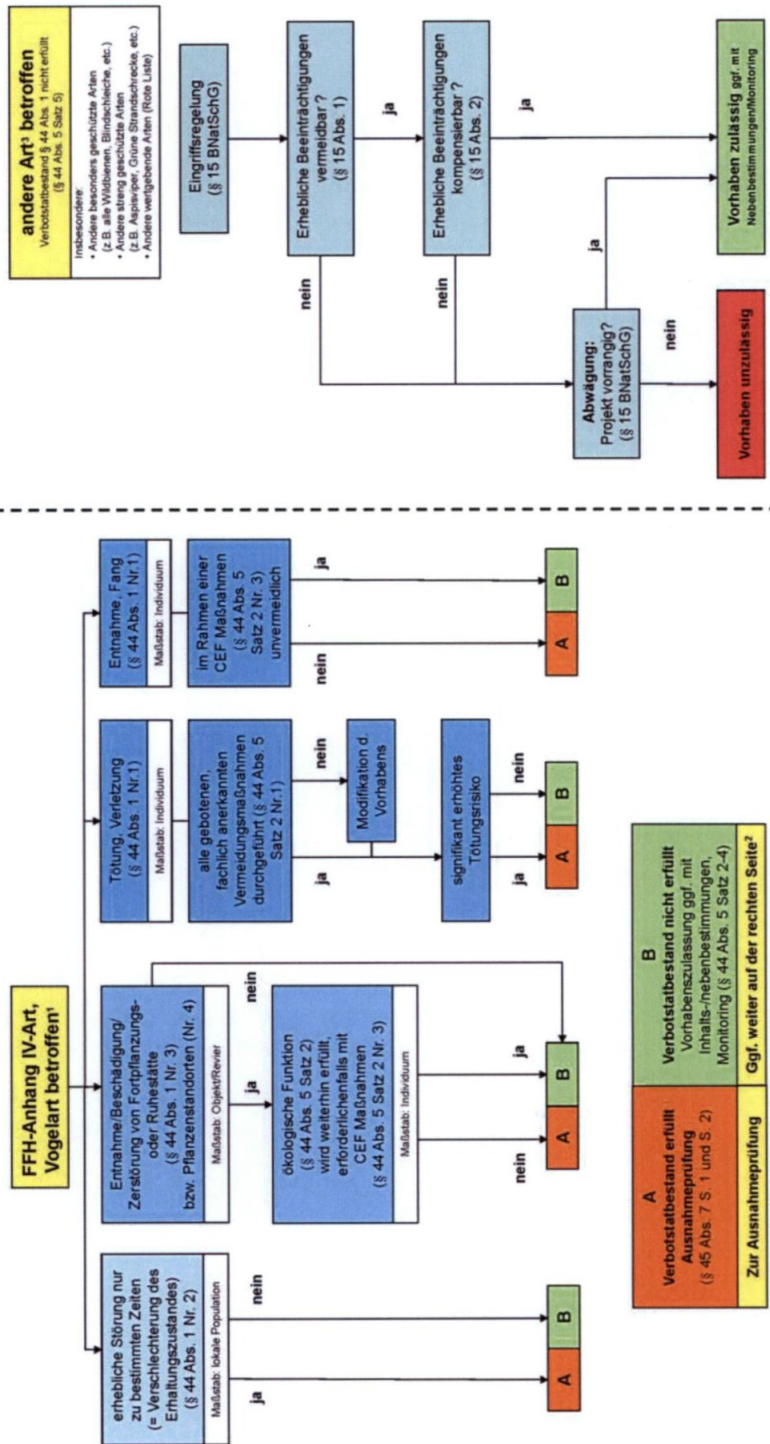 FFH-Anhang IV-Art,
Vogelart betroffen¹
erhebliche Störung nur
zu bestimmten Zeiten
(= Verschlechterung des
Erhaltungszustandes)
(§ 44 Abs. 1 Nr. 2)
Maßstab: lokale Population
ja
nein
A
B
Entnahme/Beschädigung/
Zerstörung von Fortpflanzungs-
oder Ruhestätte
(§ 44 Abs. 1 Nr. 3)
bzw. Pflanzenstandorten (Nr. 4)
Maßstab: Objekt/Revier
ja
nein
ökologische Funktion
(§ 44 Abs. 5 Satz 2)
wird weiterhin erfüllt,
erforderlichenfalls mit
CEF Maßnahmen
(§ 44 Abs. 5 Satz 2 Nr. 3)
Maßstab: Individuum
nein
ja
A
B
Tötung, Verletzung
(§ 44 Abs. 1 Nr.1)
Maßstab: Individuum
alle gebotenen,
fachlich anerkannten
Vermeidungsmaßnahmen
durchgeführt (§ 44 Abs. 5
Satz 2 Nr.1)
ja
nein
Modifikation d.
Vorhabens
signifikant erhöhtes
Tötungsrisiko
ja
nein
A
B
Entnahme, Fang
(§ 44 Abs. 1 Nr.1)
Maßstab: Individuum
im Rahmen einer
CEF Maßnahmen
(§ 44 Abs. 5
Satz 2 Nr. 3)
unvermeidlich
nein
ja
A
B
A
Verbotstatbestand erfüllt
Ausnahmeprüfung
(§ 45 Abs. 7 S. 1 und S. 2)
Zur Ausnahmeprüfung
B
Verbotstatbestand nicht erfüllt
Vorhabenszulassung ggf. mit
Inhalts-/nebenbestimmungen,
Monitoring (§ 44 Abs. 5 Satz 2-4)
Ggf. weiter auf der rechten Seite²
andere Art¹ betroffen
Verbotstatbestand § 44 Abs. 1 nicht erfüllt
(§ 44 Abs. 5 Satz 5)
Insbesondere:
• Andere besonders geschützte Arten
(z.B. alle Wildbienen, Blindschleiche, etc.)
• Andere streng geschützte Arten
(z.B. Aspisviper, Grüne Strandschrecke, etc.)
• Andere wertgebende Arten (Rote Liste)
Eingriffsregelung
(§ 15 BNatSchG)
Erhebliche Beeinträchtigungen
vermeidbar ?
(§ 15 Abs. 1)
nein
ja
Erhebliche Beeinträchtigungen
kompensierbar ?
(§ 15 Abs. 2)
nein
ja
Abwägung:
Projekt vorrangig?
(§ 15 BNatSchG)
ja
nein
Vorhaben unzulässig
Vorhaben zulässig ggf. mit
Nebenbestimmungen/Monitoring